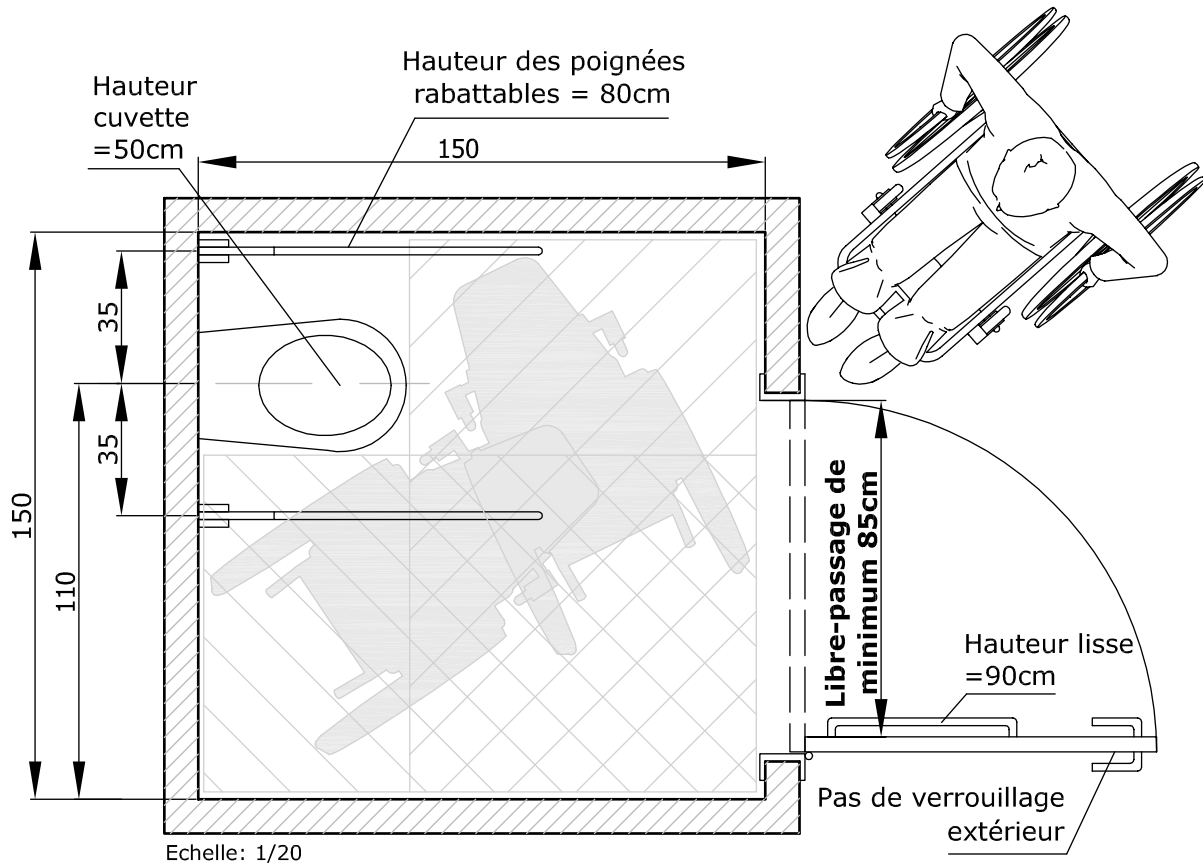 Hauteur
cuvette
=50cm
Hauteur des poignées
rabattables = 80cm
150
35
35
150
110
Libre-passage de
minimum 85cm
Hauteur lisse
=90cm
Pas de verrouillage
extérieur
Echelle: 1/20